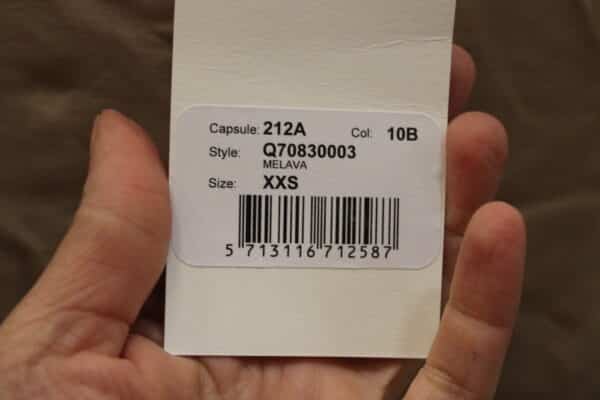 Capsule: 212A Col: 10B
Style: Q70830003
MELAVA
Size: XXS
5 713116 712587